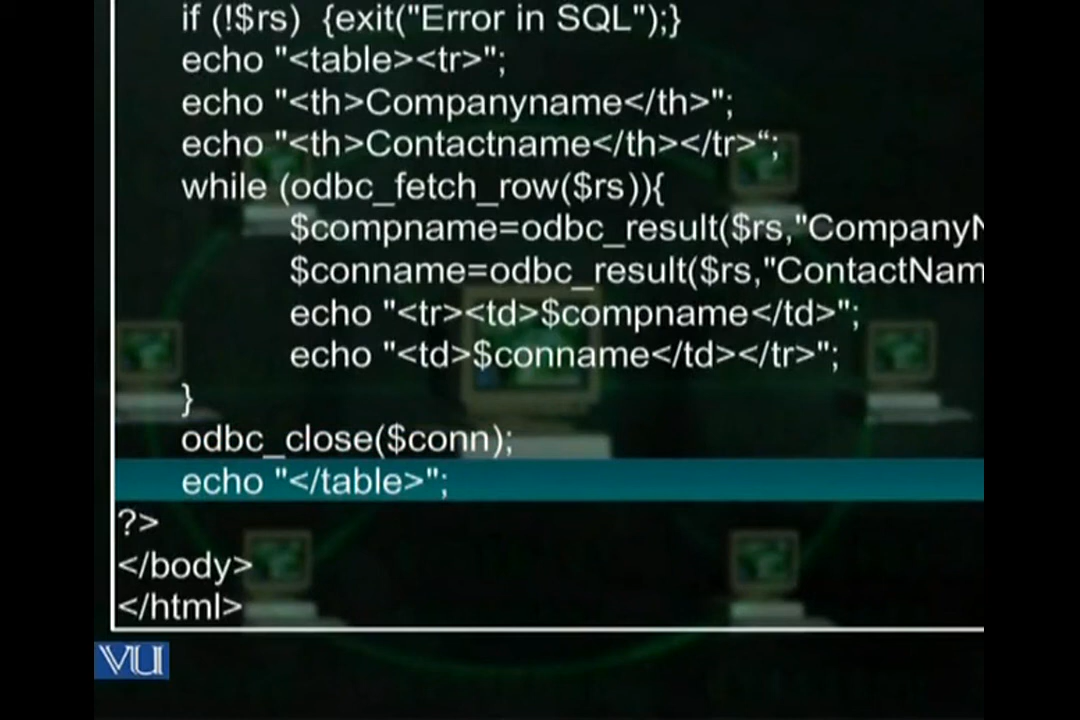 if (!$rs)  {exit("Error in SQL");}
echo "<table><tr>";
echo "<th>Companyname</th>";
echo "<th>Contactname</th></tr>“;
while (odbc_fetch_row($rs)){
$compname=odbc_result($rs,"CompanyN
$conname=odbc_result($rs,"ContactNam
echo "<tr><td>$compname</td>";
echo "<td>$conname</td></tr>";
}
odbc_close($conn);
echo "</table>";
?>
</body>
</html>
VU